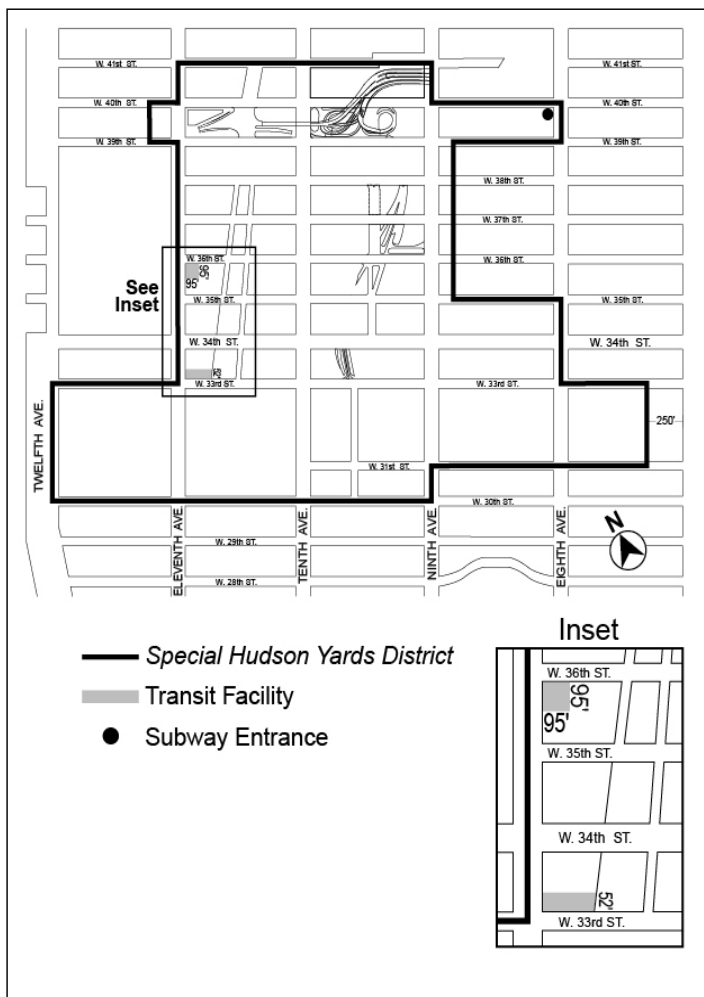 W. 41st ST.
W. 41st ST.
W. 40th ST.
W. 40th ST.
W. 39th ST.
W. 39th ST.
W. 38th ST.
W. 37th ST.
W. 36th ST.
W. 36th ST.
See
Inset
95'
95'
W. 35th ST.
W. 35th ST.
W. 34th ST.
W. 34th ST.
52'
W. 33rd ST.
W. 33rd ST.
250'
TWELFTH AVE.
W. 31st ST.
W. 30th ST.
ELEVENTH AVE.
TENTH AVE.
NINTH AVE.
EIGHTH AVE.
N
W. 29th ST.
W. 28th ST.
Special Hudson Yards District
Transit Facility
Subway Entrance
Inset
W. 36th ST.
95'
95'
W. 35th ST.
W. 34th ST.
52'
W. 33rd ST.